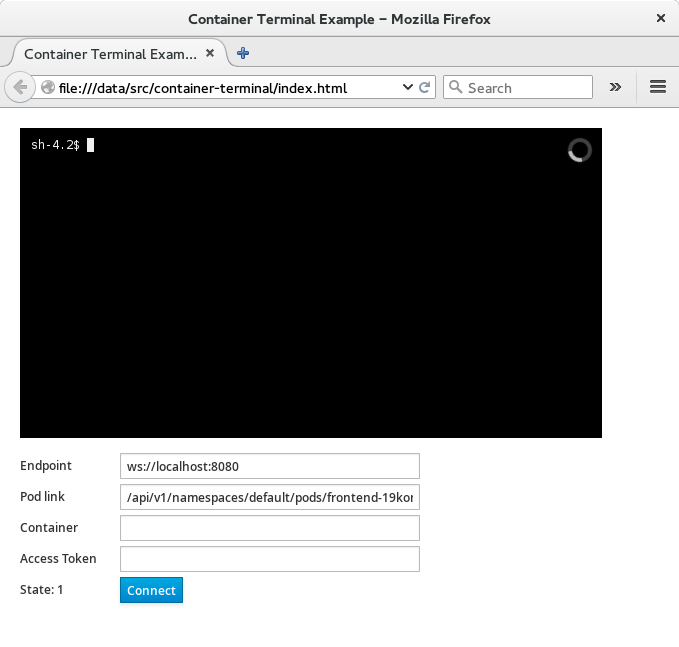 Container Terminal Example – Mozilla Firefox
Container Terminal Exam...
file:///data/src/container-terminal/index.html
Search
sh-4.2$
Endpoint
ws://localhost:8080
Pod link
/api/v1/namespaces/default/pods/frontend-19kor
Container
Access Token
State: 1
Connect